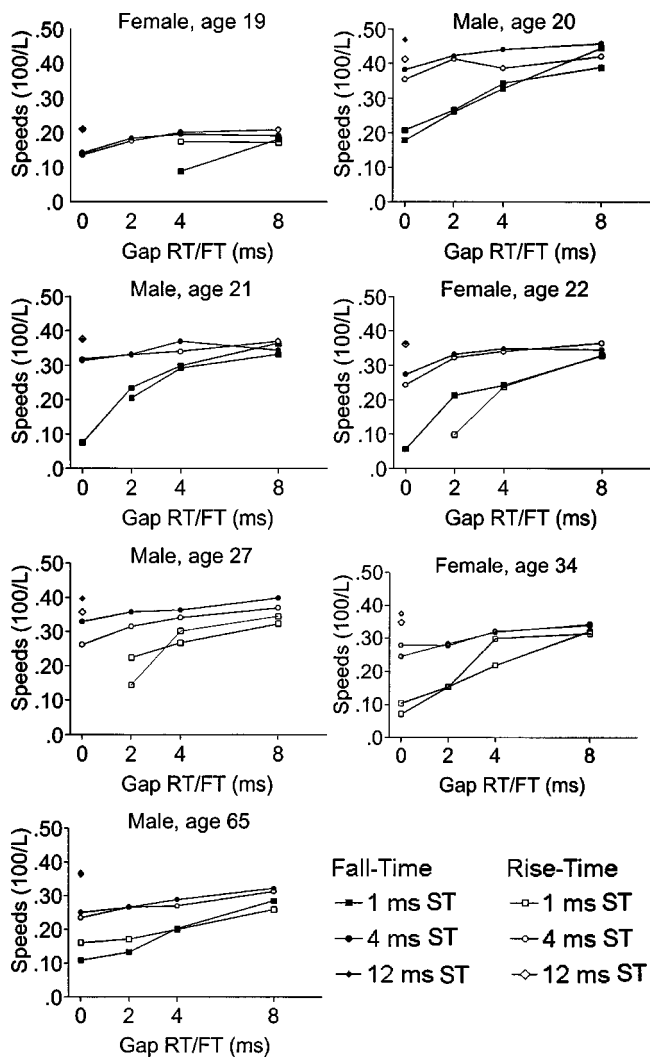 Female, age 19
Speeds (100/L)
.50
.40
.30
.20
.10
.0
0 2 4 8
Gap RT/FT (ms)
Male, age 20
Speeds (100/L)
.50
.40
.30
.20
.10
.0
0 2 4 8
Gap RT/FT (ms)
Male, age 21
Speeds (100/L)
.50
.40
.30
.20
.10
.0
0 2 4 8
Gap RT/FT (ms)
Female, age 22
Speeds (100/L)
.50
.40
.30
.20
.10
.0
0 2 4 8
Gap RT/FT (ms)
Male, age 27
Speeds (100/L)
.50
.40
.30
.20
.10
.0
0 2 4 8
Gap RT/FT (ms)
Female, age 34
Speeds (100/L)
.50
.40
.30
.20
.10
.0
0 2 4 8
Gap RT/FT (ms)
Male, age 65
Speeds (100/L)
.50
.40
.30
.20
.10
.0
0 2 4 8
Gap RT/FT (ms)
Fall-Time Rise-Time
1 ms ST 1 ms ST
4 ms ST 4 ms ST
12 ms ST 12 ms ST